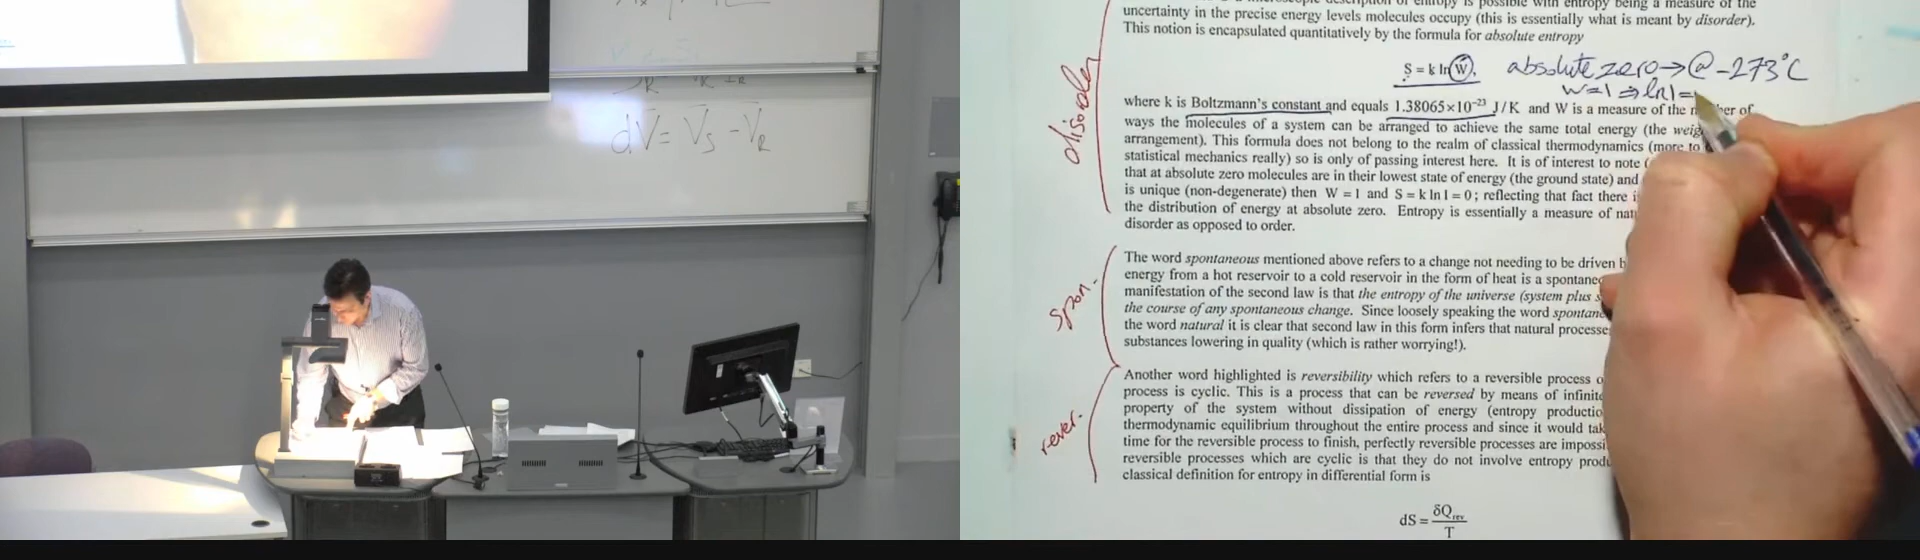 dV = V_S - V_R
uncertainty in the precise energy levels molecules occupy (this is essentially what is meant by disorder).
This notion is encapsulated quantitatively by the formula for absolute entropy
S = k ln W.
absolute zero → @ -273°C
W=1 ⇒ ln 1 =
disorder
where k is Boltzmann's constant and equals 1.38065×10⁻²³ J/K and W is a measure of the
ways the molecules of a system can be arranged to achieve the same total energy (the
arrangement). This formula does not belong to the realm of classical thermodynamics (more to
statistical mechanics really) so is only of passing interest here. It is of interest to note
that at absolute zero molecules are in their lowest state of energy (the ground state) and
is unique (non-degenerate) then W = 1 and S = k ln 1 = 0; reflecting that fact there
the distribution of energy at absolute zero. Entropy is essentially a measure of
disorder as opposed to order.
spon.
The word spontaneous mentioned above refers to a change not needing to be driven
energy from a hot reservoir to a cold reservoir in the form of heat is a
manifestation of the second law is that the entropy of the universe (system plus
the course of any spontaneous change. Since loosely speaking the word
the word natural it is clear that second law in this form infers that natural
substances lowering in quality (which is rather worrying!).
rever.
Another word highlighted is reversibility which refers to a reversible process
process is cyclic. This is a process that can be reversed by means of
property of the system without dissipation of energy (entropy
thermodynamic equilibrium throughout the entire process and since it would
time for the reversible process to finish, perfectly reversible processes are
reversible processes which are cyclic is that they do not involve entropy
classical definition for entropy in differential form is
dS = δQ_rev / T